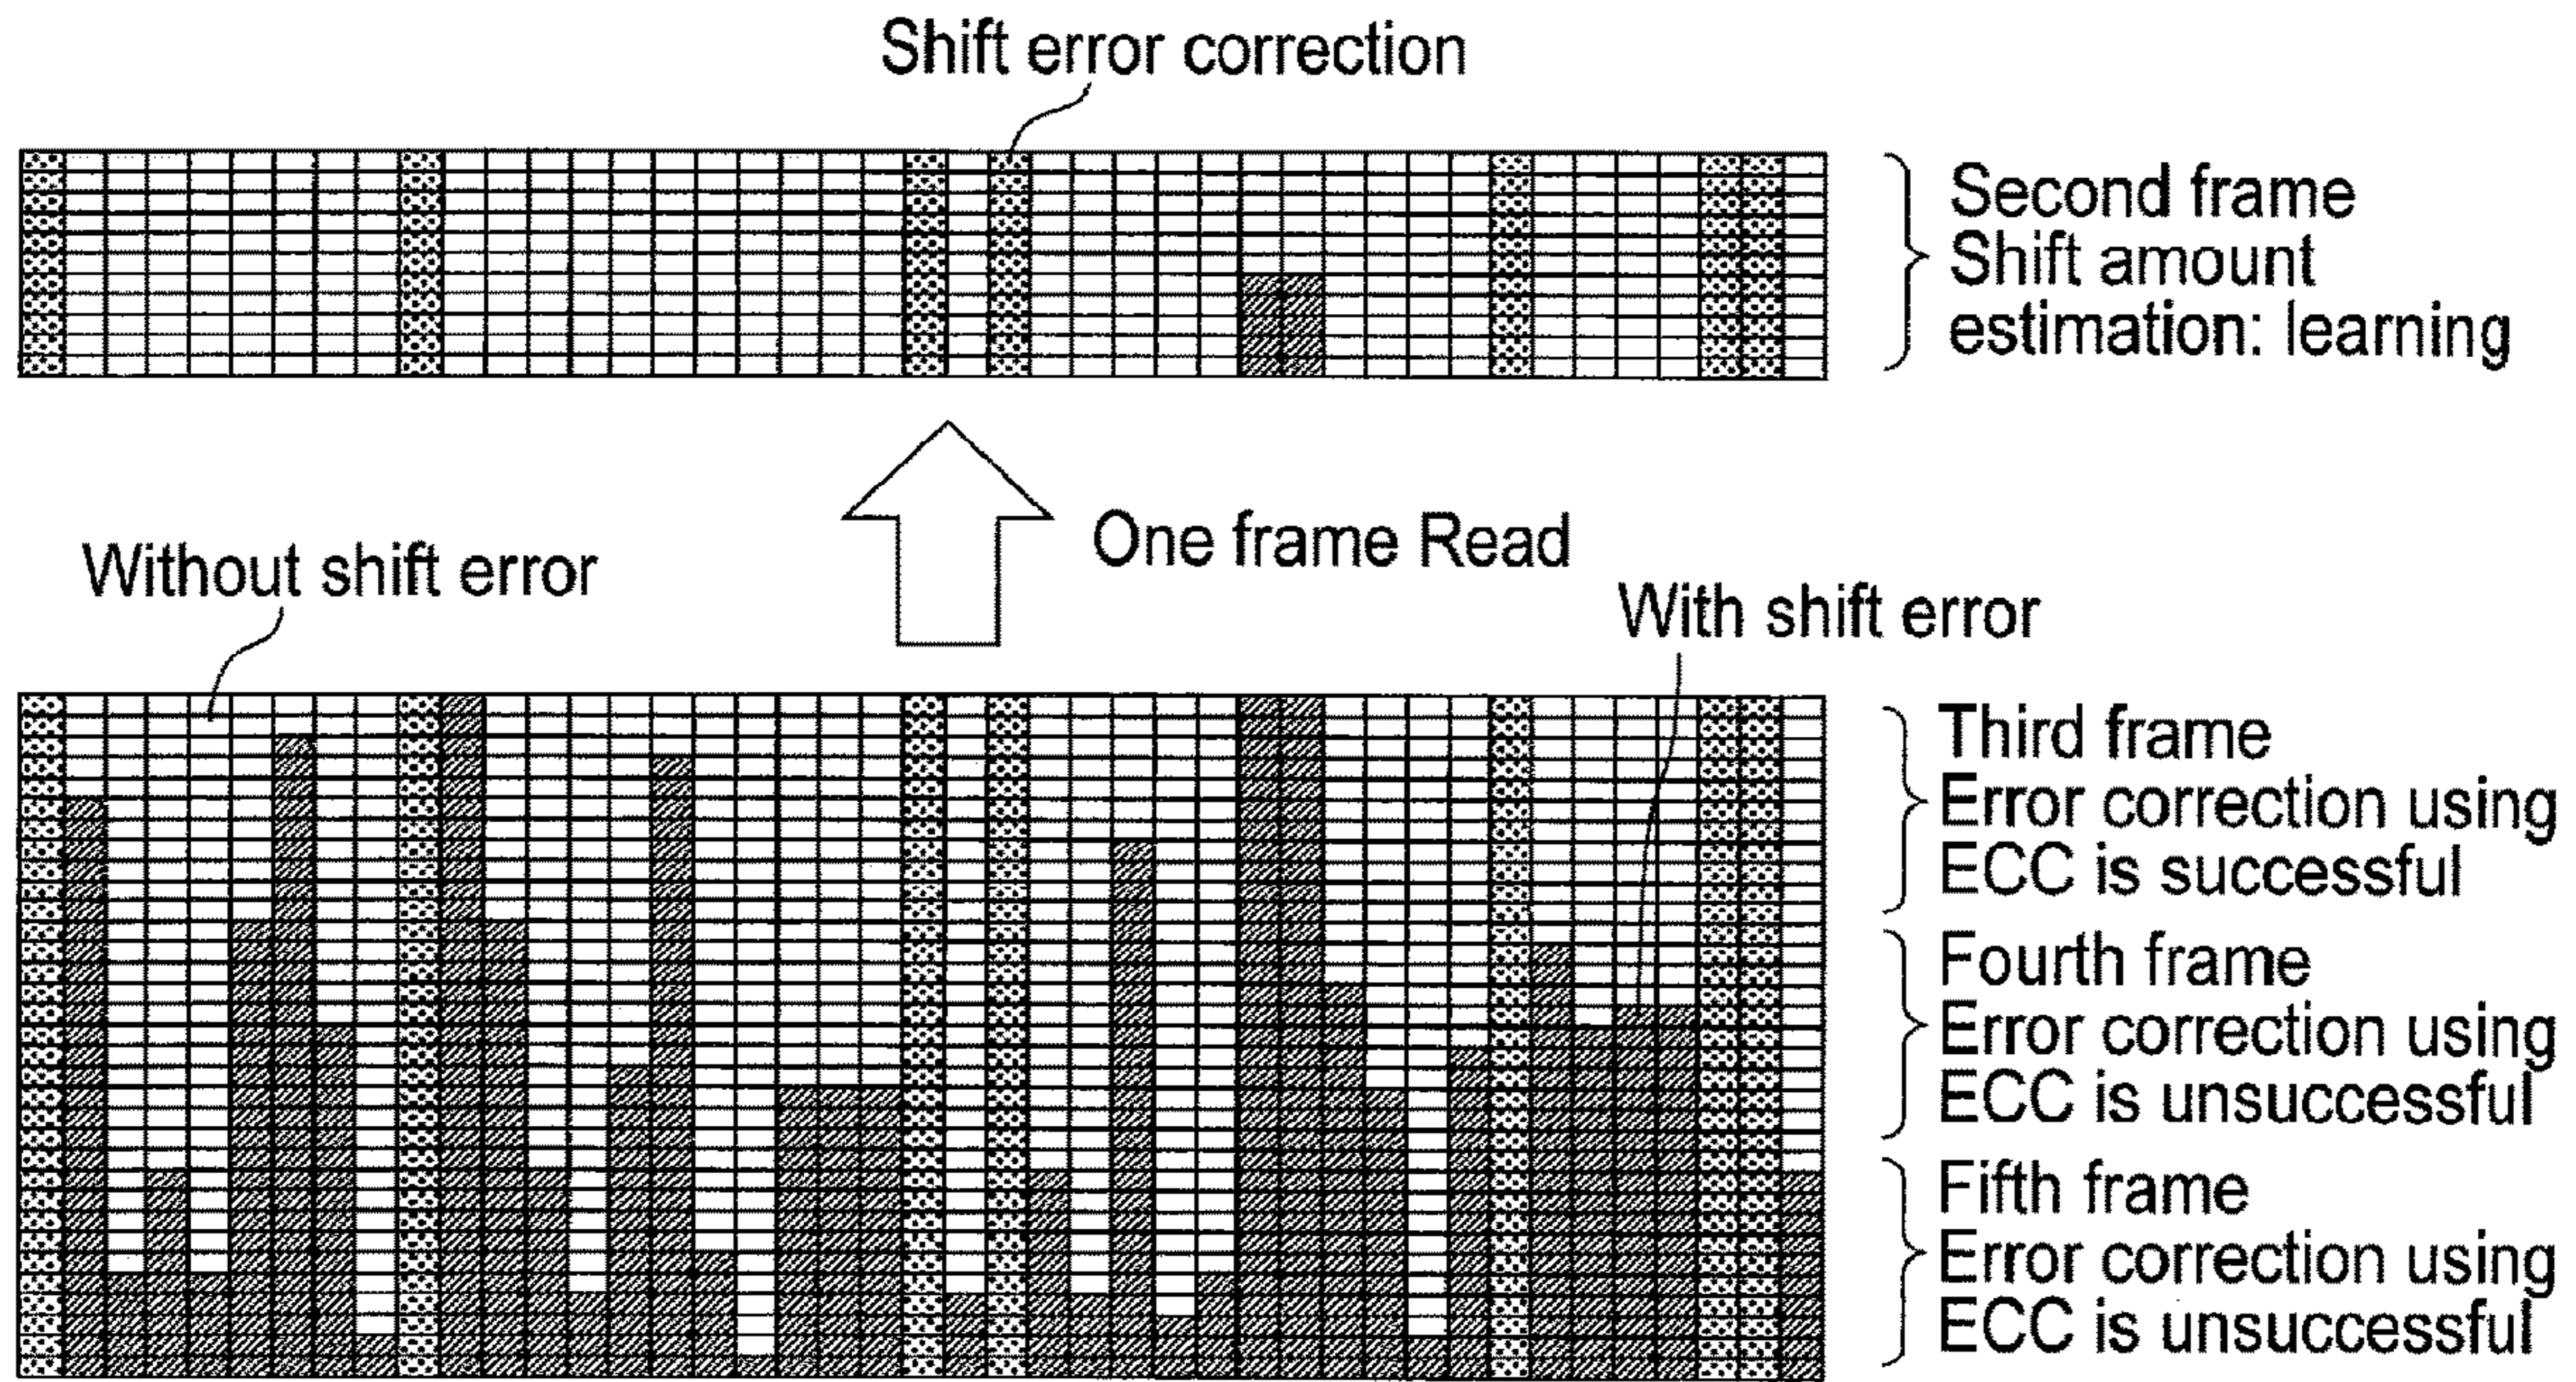 Shift error correction
Second frame
Shift amount
estimation: learning
One frame Read
Without shift error
With shift error
Third frame
Error correction using
ECC is successful
Fourth frame
Error correction using
ECC is unsuccessful
Fifth frame
Error correction using
ECC is unsuccessful